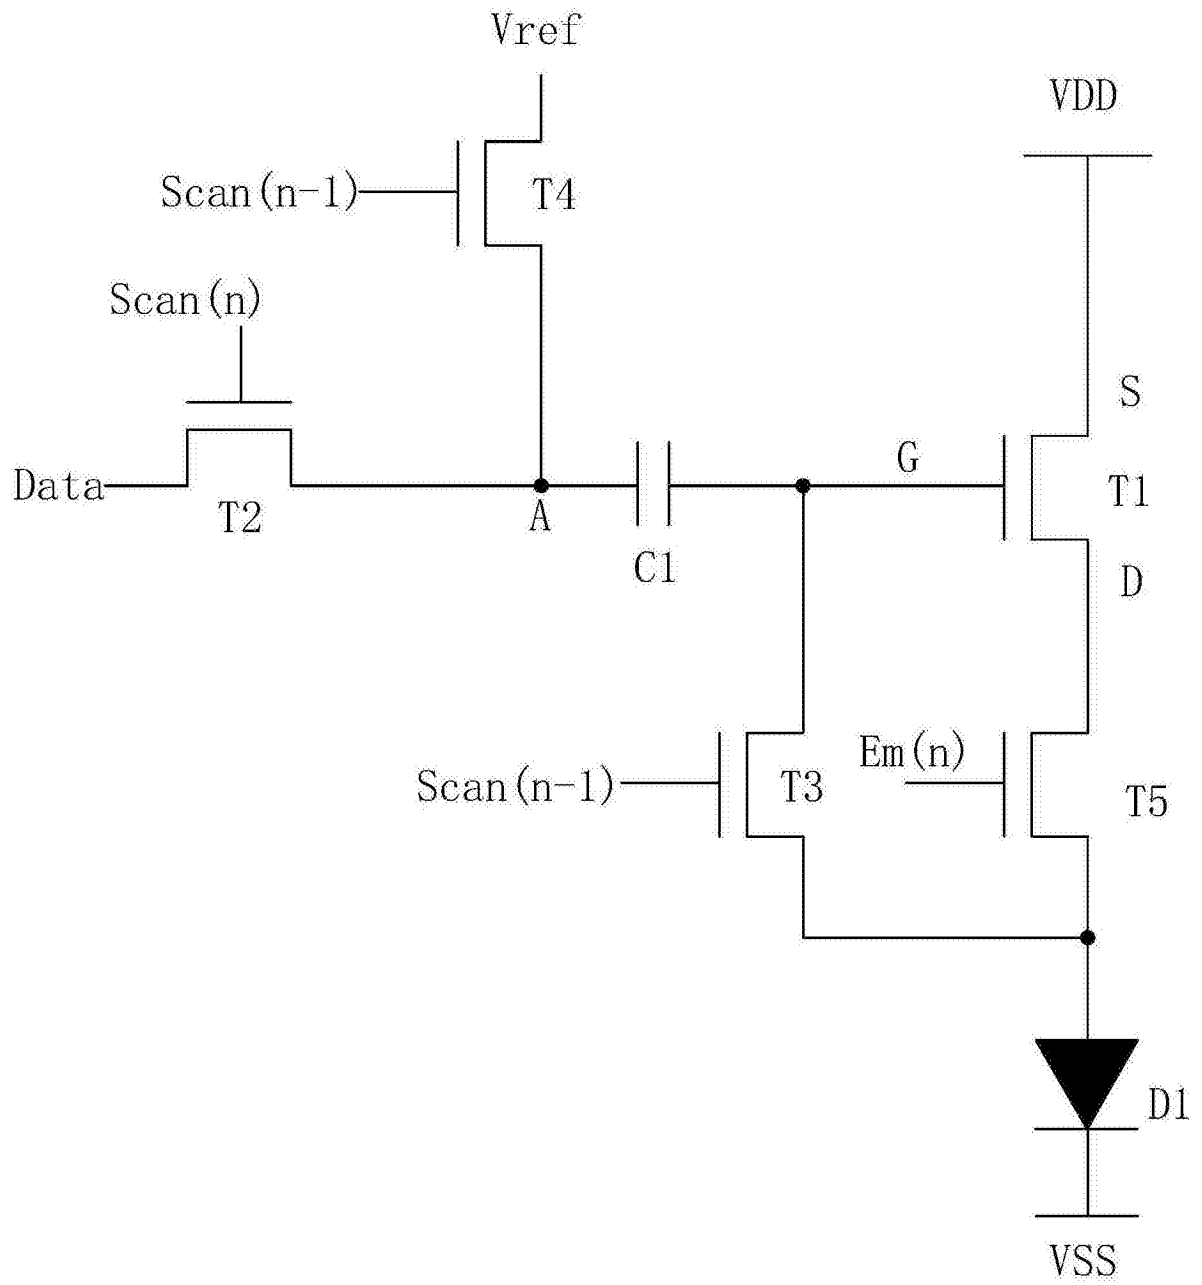 Vref
VDD
Scan(n-1)
T4
Scan(n)
S
G
Data
T2
A
T1
C1
D
Em(n)
Scan(n-1)
T3
T5
D1
VSS